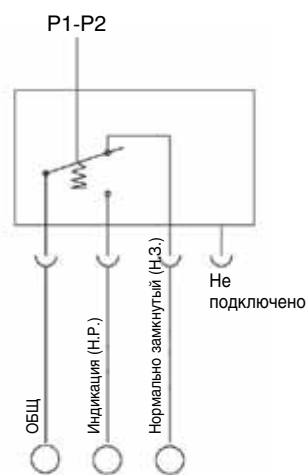 P1-P2
Не
подключено
ОБЩ
Индикация (Н.Р.)
Нормально замкнутый (Н.З.)